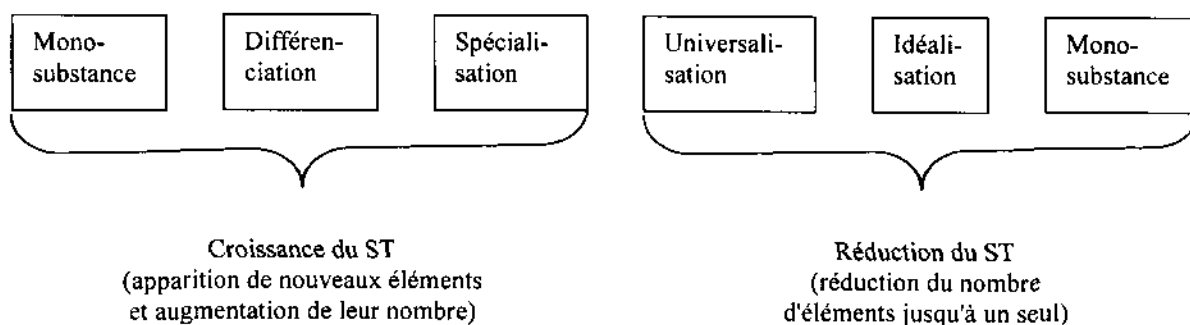 Mono-
substance
Différen-
ciation
Spéciali-
sation
Universali-
sation
Idéali-
sation
Mono-
substance
Croissance du ST
(apparition de nouveaux éléments
et augmentation de leur nombre)
Réduction du ST
(réduction du nombre
d'éléments jusqu'à un seul)